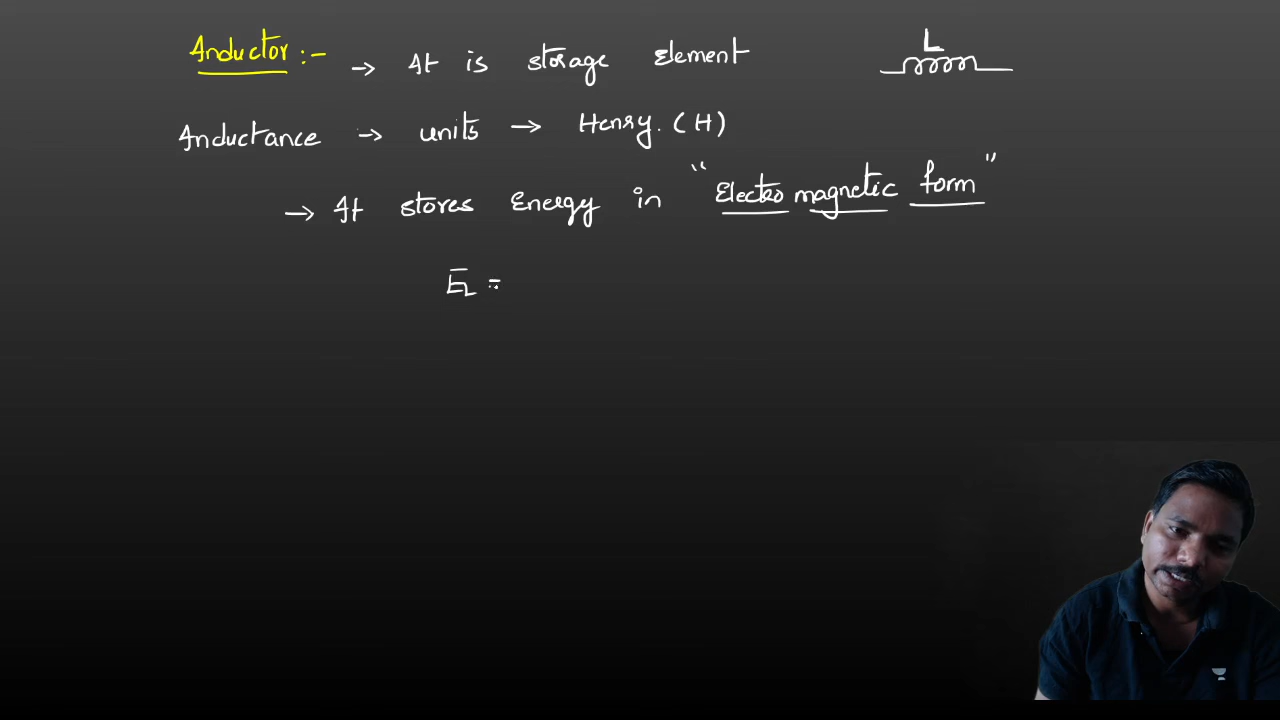 Inductor :- → It is storage Element L
Inductance → units → Henry. (H)
→ It stores Energy in "Electro magnetic form"
EL =